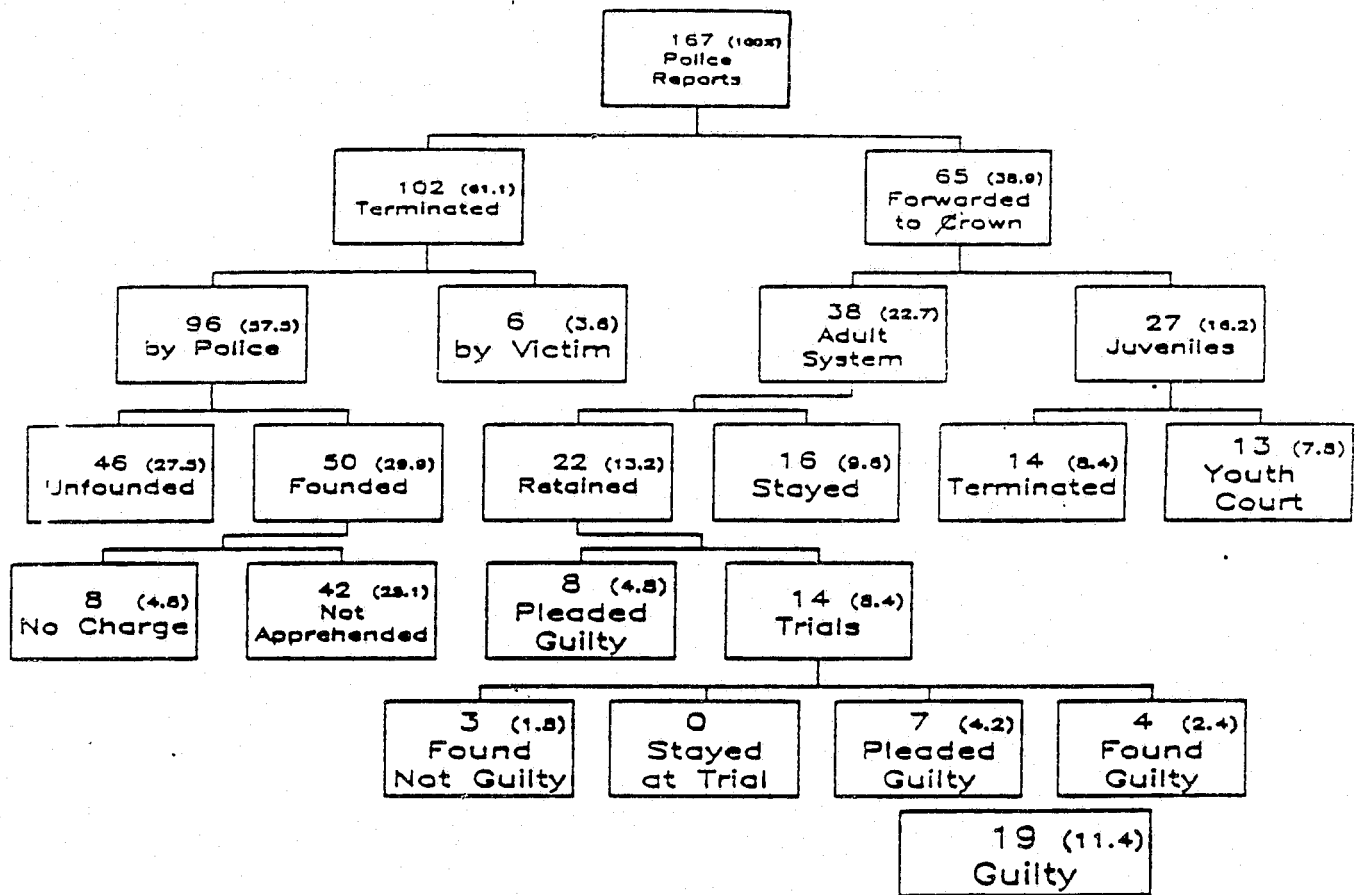 167 (100%)
Police
Reports
102 (61.1)
Terminated
65 (38.9)
Forwarded
to Crown
96 (57.5)
by Police
6 (3.6)
by Victim
38 (22.7)
Adult
System
27 (16.2)
Juveniles
46 (27.5)
Unfounded
50 (29.9)
Founded
22 (13.2)
Retained
16 (9.6)
Stayed
14 (8.4)
Terminated
13 (7.8)
Youth
Court
8 (4.8)
No Charge
42 (25.1)
Not
Apprehended
8 (4.8)
Pleaded
Guilty
14 (8.4)
Trials
3 (1.8)
Found
Not Guilty
0
Stayed
at Trial
7 (4.2)
Pleaded
Guilty
4 (2.4)
Found
Guilty
19 (11.4)
Guilty